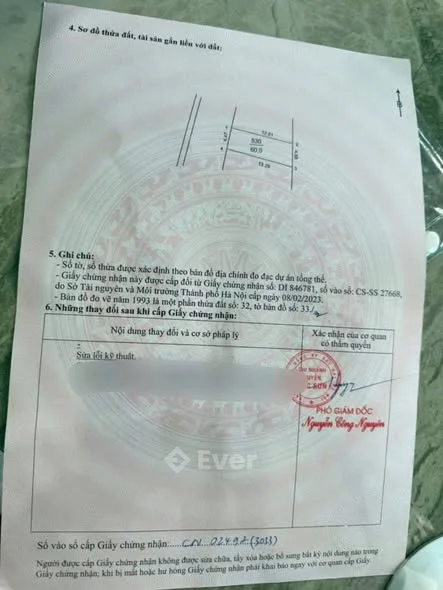 4. Sơ đồ thửa đất, tài sản gắn liền với đất:
B
630
60.0
13.28
5. Ghi chú:
- Số tờ, số thửa được xác định theo bản đồ địa chính đo đạc dự án tổng thể.
- Giấy chứng nhận này được cấp đổi từ Giấy chứng nhận số: DI 846781, số vào sổ: CS-SS 27668,
do Sở Tài nguyên và Môi trường Thành phố Hà Nội cấp ngày 08/02/2023.
- Bản đồ đo vẽ năm 1993 là một phần thửa đất số: 32, tờ bản đồ số: 33./.
6. Những thay đổi sau khi cấp Giấy chứng nhận:
Nội dung thay đổi và cơ sở pháp lý
Xác nhận của cơ quan
có thẩm quyền
-
Sửa lỗi kỹ thuật.
CHI NHÁNH
PHÓ GIÁM ĐỐC
Nguyễn Công Nguyên
Ever
Số vào sổ cấp Giấy chứng nhận:
Người được cấp Giấy chứng nhận không được sửa chữa, tẩy xóa hoặc bổ sung bất kỳ nội dung nào trong
Giấy chứng nhận; khi bị mất hoặc hư hỏng Giấy chứng nhận phải khai báo ngay với cơ quan cấp Giấy.